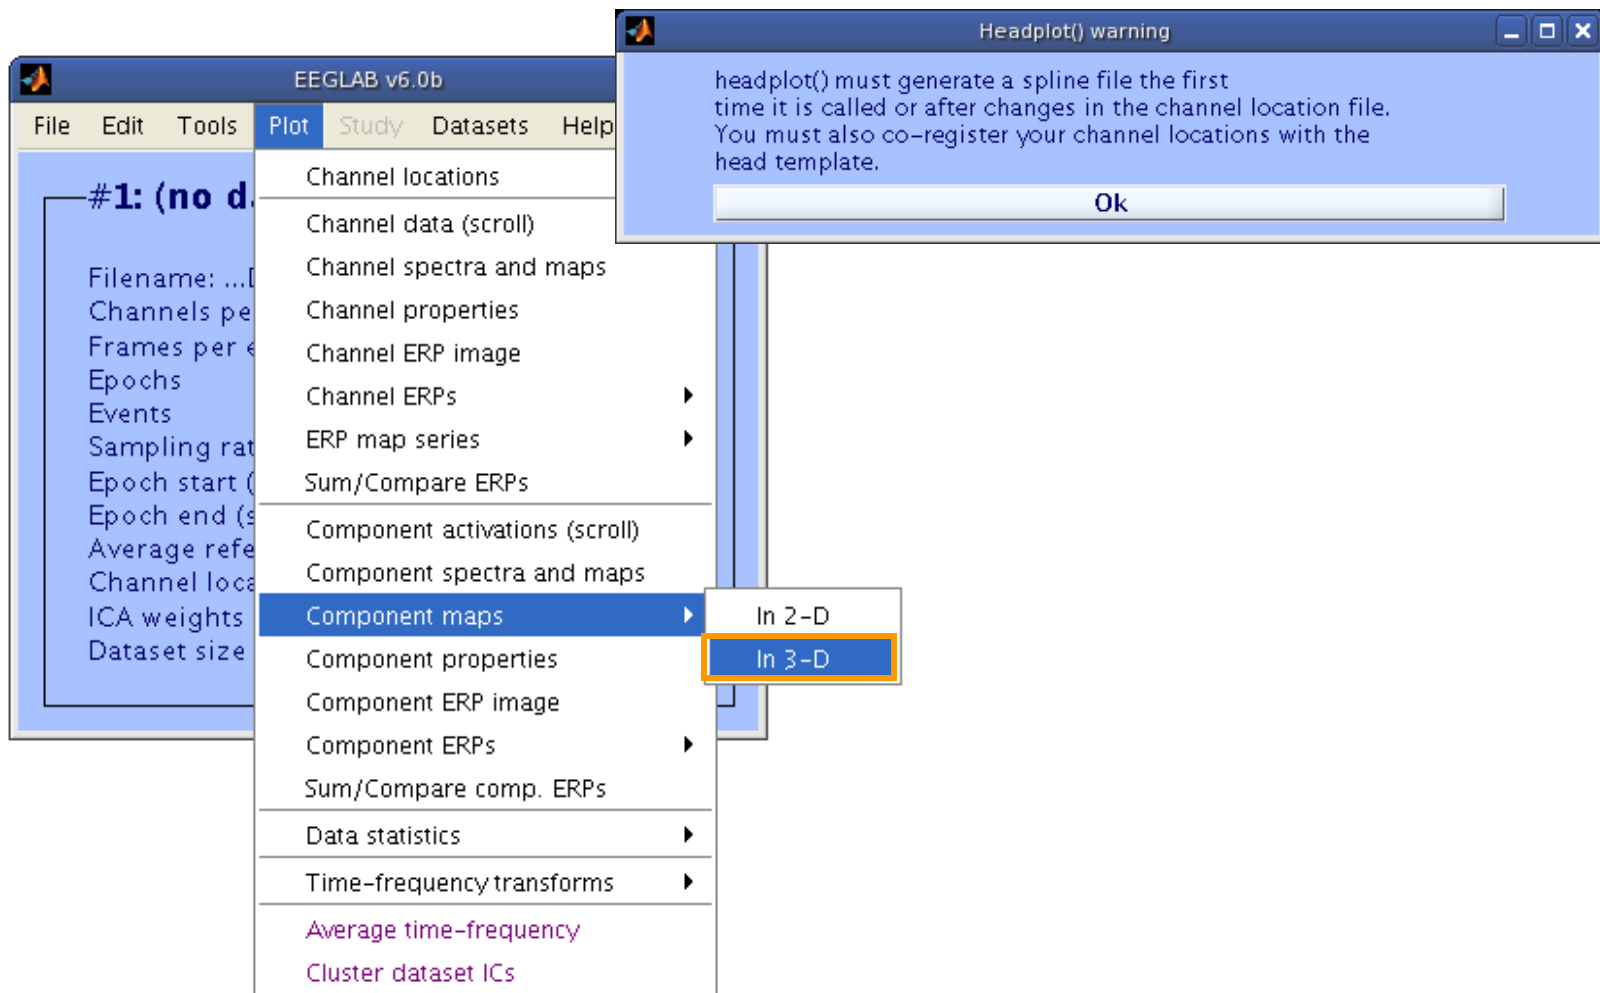 Headplot() warning
headplot() must generate a spline file the first
time it is called or after changes in the channel location file.
You must also co-register your channel locations with the
head template.
Ok
EEGLAB v6.0b
File Edit Tools Plot Study Datasets Help
#1: (no d
Filename: ...
Channels pe
Frames per e
Epochs
Events
Sampling rat
Epoch start (
Epoch end (s
Average refe
Channel loca
ICA weights
Dataset size
Channel locations
Channel data (scroll)
Channel spectra and maps
Channel properties
Channel ERP image
Channel ERPs
ERP map series
Sum/Compare ERPs
Component activations (scroll)
Component spectra and maps
Component maps
Component properties
Component ERP image
Component ERPs
Sum/Compare comp. ERPs
Data statistics
Time-frequency transforms
Average time-frequency
Cluster dataset ICs
In 2-D
In 3-D